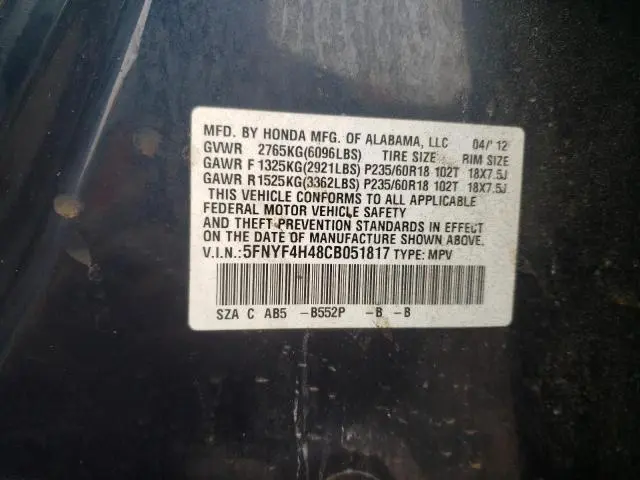 MFD. BY HONDA MFG. OF ALABAMA, LLC 04/'12
GVWR 2765KG(6096LBS) TIRE SIZE RIM SIZE
GAWR F 1325KG(2921LBS) P235/60R18 102T 18X7.5J
GAWR R 1525KG(3362LBS) P235/60R18 102T 18X7.5J
THIS VEHICLE CONFORMS TO ALL APPLICABLE
FEDERAL MOTOR VEHICLE SAFETY
AND THEFT PREVENTION STANDARDS IN EFFECT
ON THE DATE OF MANUFACTURE SHOWN ABOVE.
V.I.N.:5FNYF4H48CB051817 TYPE: MPV
SZA C AB5 -B552P -B -B